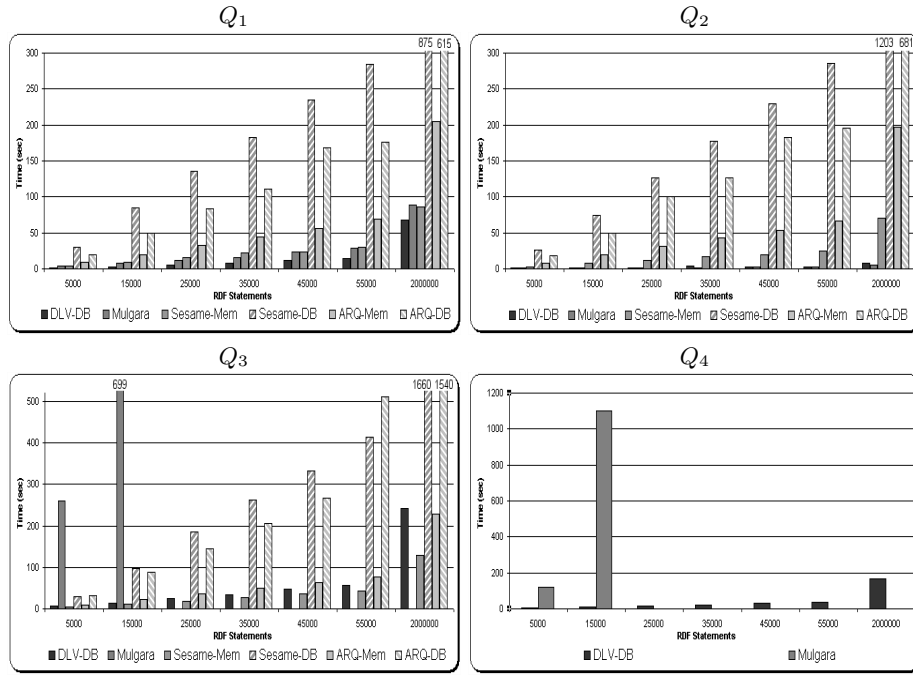 Q1
875 615
300
250
200
150
100
50
0
Time (sec)
5000 15000 25000 35000 45000 55000 2000000
RDF Statements
DLV-DB Mulgara Sesame-Mem Sesame-DB ARQ-Mem ARQ-DB
Q2
1203 681
300
250
200
150
100
50
0
Time (sec)
5000 15000 25000 35000 45000 55000 2000000
RDF Statements
DLV-DB Mulgara Sesame-Mem Sesame-DB ARQ-Mem ARQ-DB
Q3
699 1660 1540
500
400
300
200
100
0
Time (sec)
5000 15000 25000 35000 45000 55000 2000000
RDF Statements
DLV-DB Mulgara Sesame-Mem Sesame-DB ARQ-Mem ARQ-DB
Q4
1200
1000
800
600
400
200
0
Time (sec)
5000 15000 25000 35000 45000 55000 2000000
RDF Statements
DLV-DB Mulgara